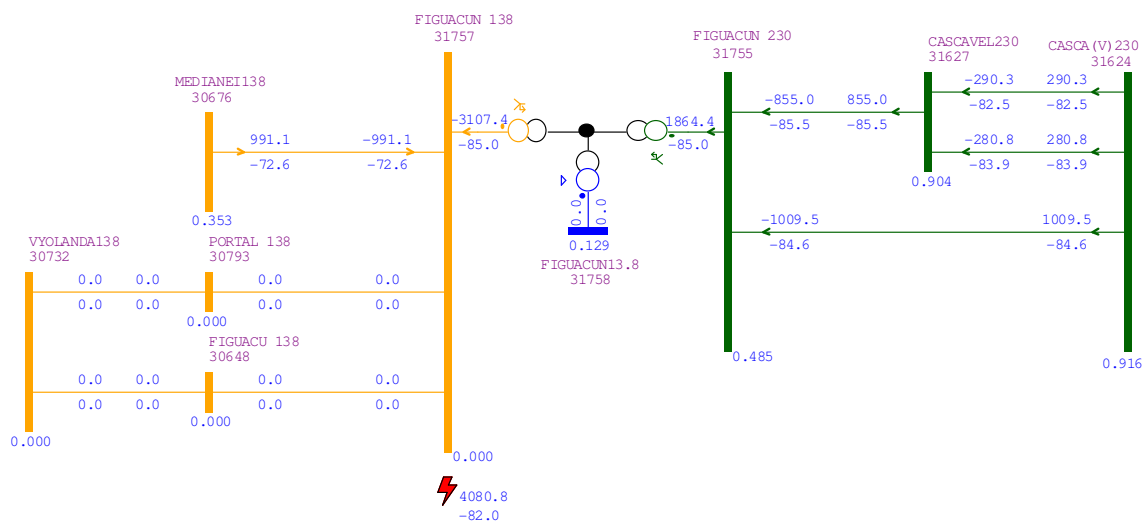 FIGUACUN 138
31757
FIGUACUN 230
31755
CASCAVEL230
31627
CASCA(V)230
31624
MEDIANEI138
30676
-290.3 290.3
-82.5 -82.5
-855.0 855.0
-85.5 -85.5
-3107.4
-85.0
1864.4
-85.0
991.1 -991.1
-72.6 -72.6
-280.8 280.8
-83.9 -83.9
0.904
0.353
0.0 0.0
0.129
-1009.5 1009.5
-84.6 -84.6
VYOLANDA138
30732
PORTAL 138
30793
FIGUACUN13.8
31758
0.0 0.0 0.0 0.0
0.0 0.0 0.0 0.0
0.000
FIGUACU 138
30648
0.485
0.916
0.0 0.0 0.0 0.0
0.0 0.0 0.0 0.0
0.000
0.000
0.000
4080.8
-82.0